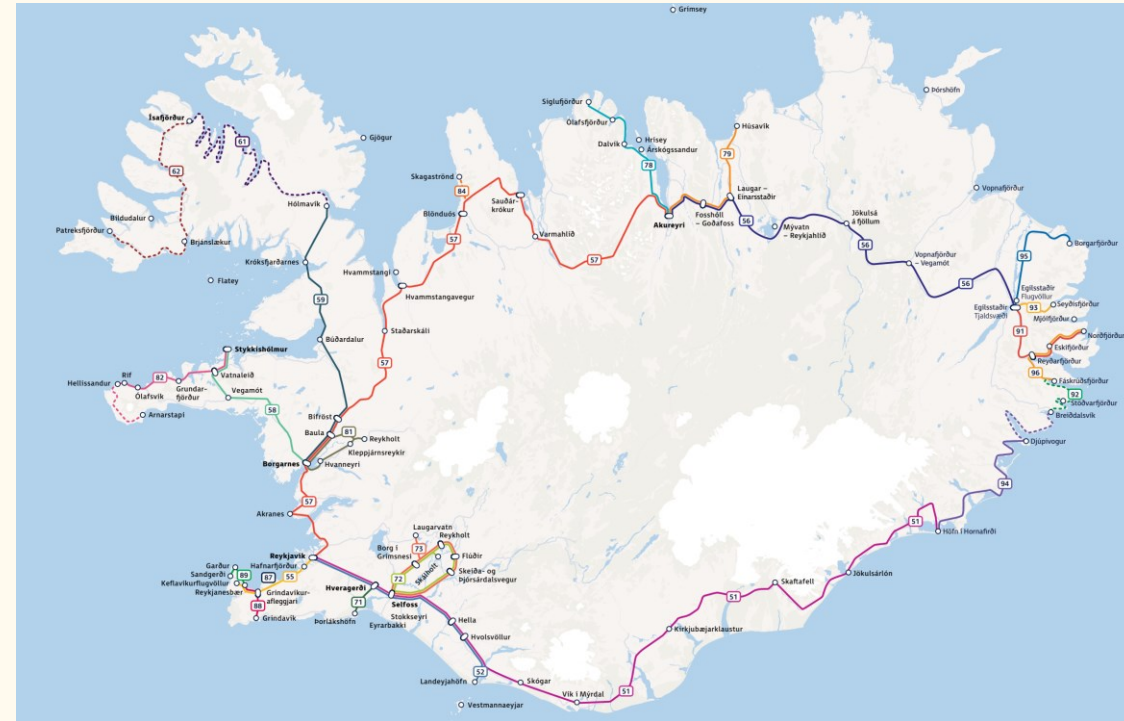 Grímsey
Þórshöfn
Siglufjörður
Ólafsfjörður
Dalvík
Hrísey
Árskógssandur
78
Húsavík
79
Ísafjörður
61
62
Gjögur
Skagaströnd
84
Blönduós
Sauðár-
krókur
Varmahlíð
57
57
Akureyri
Fosshóll
– Goðafoss
Laugar –
Einarsstaðir
56
Mývatn
– Reykjahlíð
Jökulsá
á fjöllum
56
Vopnafjörður
Vopnafjörður
– Vegamót
56
Hólmavík
Bíldudalur
Patreksfjörður
Brjánslækur
Króksfjarðarnes
Flatey
59
Hvammstangi
Hvammstangavegur
Staðarskáli
57
Búðardalur
Borgarfjörður
95
Egilsstaðir
Flugvöllur
Egilsstaðir
Tjaldsvæði
93
Seyðisfjörður
Mjóifjörður
91
Norðfjörður
Eskifjörður
Reyðarfjörður
96
Fáskrúðsfjörður
92
Stöðvarfjörður
Breiðdalsvík
Djúpivogur
94
Höfn í Hornafirði
51
Stykkishólmur
Vatnaleið
Hellissandur
Rif
82
Ólafsvík
Grundar-
fjörður
Vegamót
Arnarstapi
58
Bifröst
Baula
81
Reykholt
Kleppjárnsreykir
Borgarnes
Hvanneyri
57
Akranes
Reykjavík
Hafnarfjörður
Garður
89
87
55
Sandgerði
Keflavíkurflugvöllur
Reykjanesbær
Grindavíkur-
afleggjari
88
Grindavík
Laugarvatn
Reykholt
Borg í
Grímsnesi
73
Skálholt
Flúðir
72
Skeiða- og
Þjórsárdalsvegur
Hveragerði
Selfoss
71
Þorlákshöfn
Stokkseyri
Eyrarbakki
Hella
Hvolsvöllur
52
Landeyjahöfn
Skógar
Vestmannaeyjar
Vík í Mýrdal
51
Kirkjubæjarklaustur
51
Skaftafell
Jökulsárlón